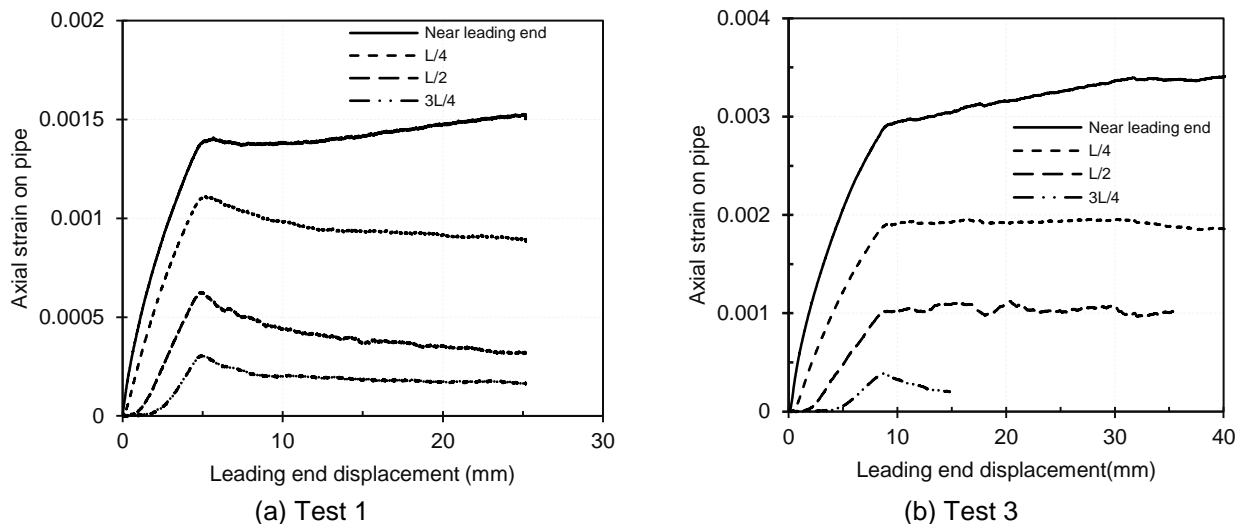 0.002
0.0015
0.001
0.0005
0
Axial strain on pipe
Near leading end
L/4
L/2
3L/4
0 10 20 30
Leading end displacement (mm)
(a) Test 1
0.004
0.003
0.002
0.001
0.000
Axial strain on pipe
Near leading end
L/4
L/2
3L/4
0 10 20 30 40
Leading end displacement(mm)
(b) Test 3